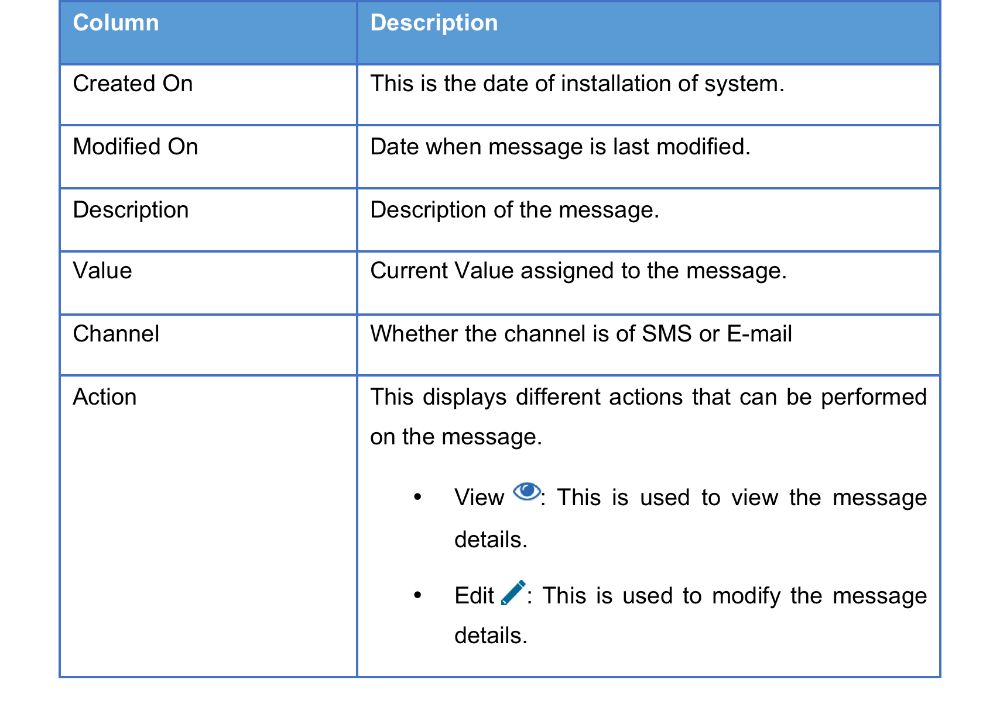 Column Description
Created On This is the date of installation of system.
Modified On Date when message is last modified.
Description Description of the message.
Value Current Value assigned to the message.
Channel Whether the channel is of SMS or E-mail
Action This displays different actions that can be performed
on the message.
• View : This is used to view the message
details.
• Edit : This is used to modify the message
details.